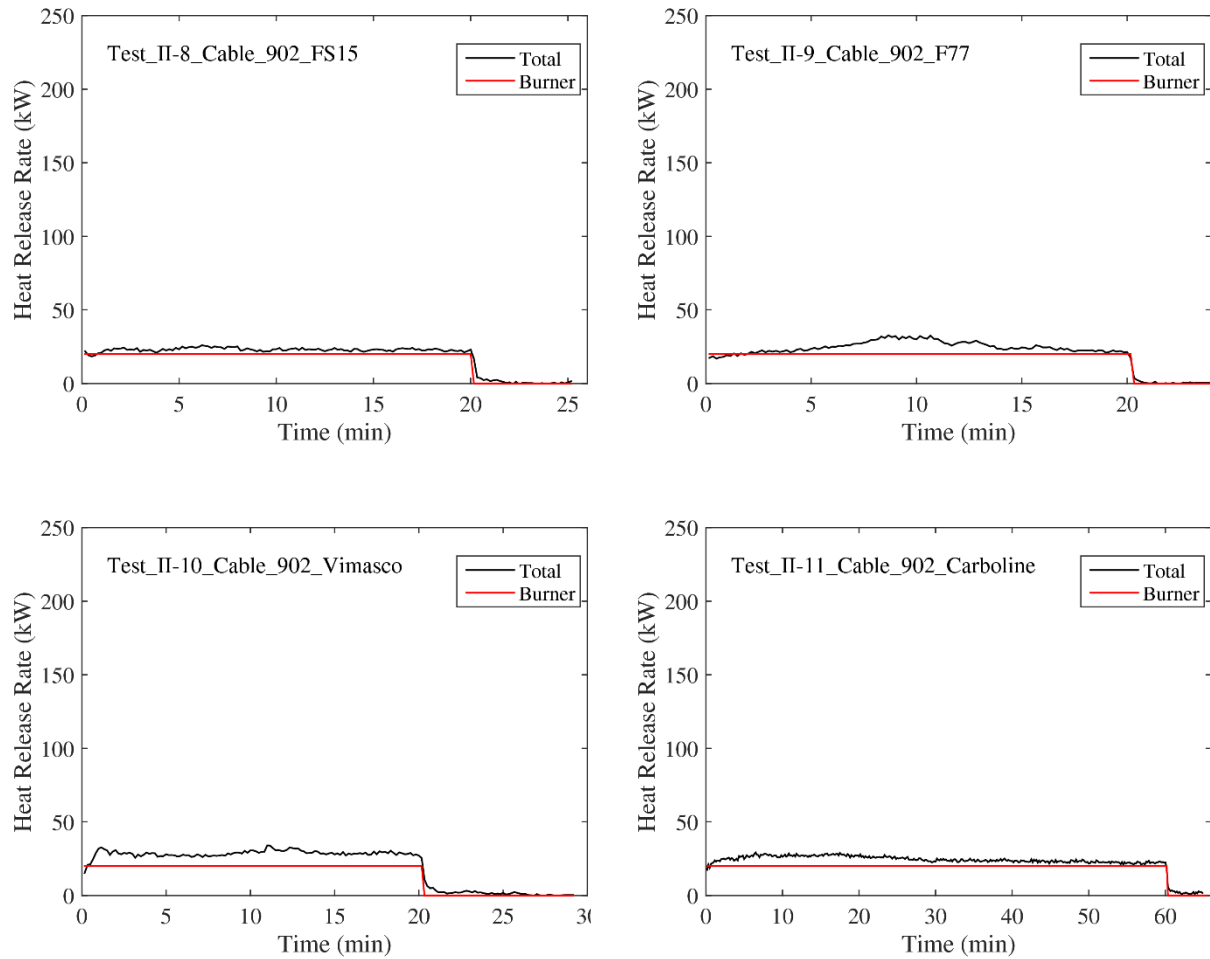 250
200
150
100
50
0
Heat Release Rate (kW)
Test_II-8_Cable_902_FS15
Total
Burner
0 5 10 15 20 25
Time (min)
250
200
150
100
50
0
Heat Release Rate (kW)
Test_II-9_Cable_902_F77
Total
Burner
0 5 10 15 20
Time (min)
250
200
150
100
50
0
Heat Release Rate (kW)
Test_II-10_Cable_902_Vimasco
Total
Burner
0 5 10 15 20 25
Time (min)
250
200
150
100
50
0
Heat Release Rate (kW)
Test_II-11_Cable_902_Carboline
Total
Burner
0 10 20 30 40 50 60
Time (min)